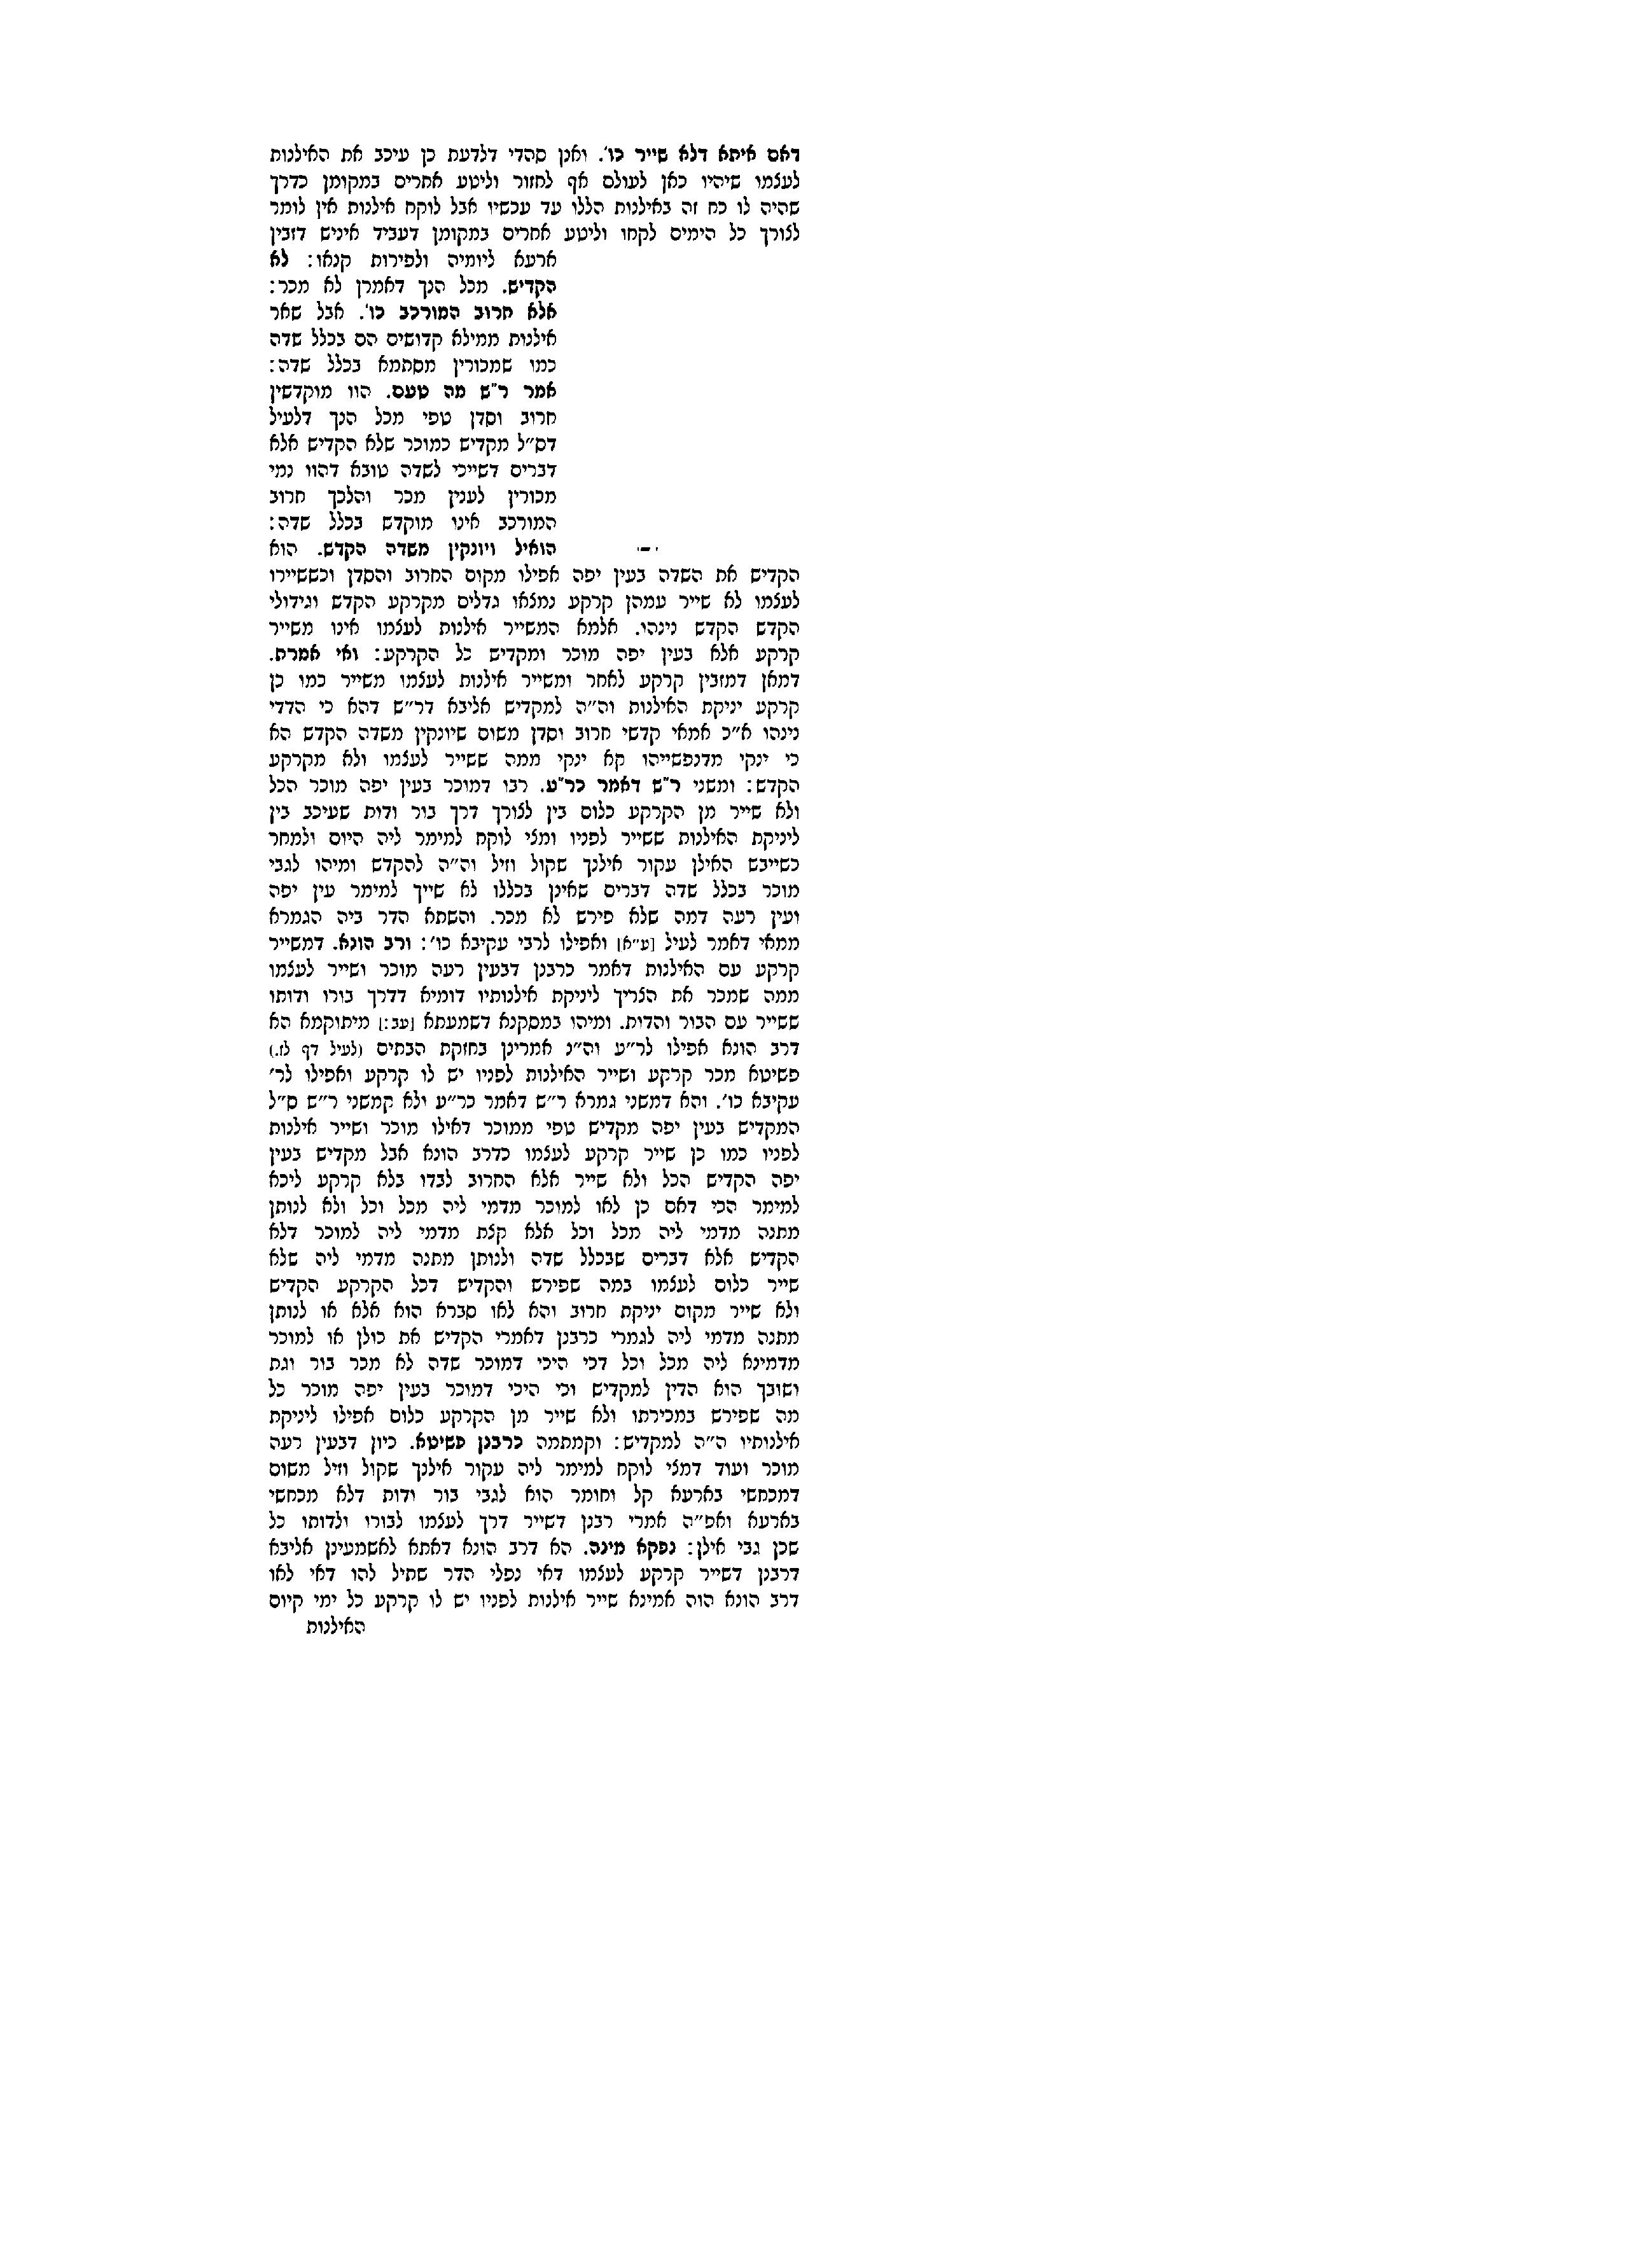 דאם איתא דלא שייר כו'. ואנן סהדי דלדעת כן עיכב את האילנות
לעצמו שיהיו כאן לעולם אף לחזור וליטע אחרים במקומן כדרך
שהיה לו כח זה באילנות הללו עד עכשיו אבל לוקח אילנות אין לומר
לצורך כל הימים לקחו וליטע אחרים במקומן דעביד איניש דזבין
ארעא ליומיה ולפירות קנאו: לא
הקדיש. מכל הנך דאמרן לא מכר:
אלא חרוב המורכב כו'. אבל שאר
אילנות ממילא קדושים הם בכלל שדה
כמו שמכורין מסתמא בכלל שדה:
אמר ר"ש מה טעם. הוו מוקדשין
חרוב וסדן טפי מכל הנך דלעיל
דס"ל מקדיש כמוכר שלא הקדיש אלא
דברים דשייכי לשדה טובא דהוו נמי
מכורין לענין מכר והלכך חרוב
המורכב אינו מוקדש בכלל שדה:
הואיל ויונקין משדה הקדש. הוא
הקדיש את השדה בעין יפה אפילו מקום החרוב והסדן וכששיירו
לעצמו לא שייר עמהן קרקע נמצאו גדלים מקרקע הקדש וגידולי
הקדש הקדש נינהו. אלמא המשייר אילנות לעצמו אינו משייר
קרקע אלא בעין יפה מוכר ומקדיש כל הקרקע: ואי אמרת.
דמאן דמזבין קרקע לאחר ומשייר אילנות לעצמו משייר כמו כן
קרקע יניקת האילנות וה"ה למקדיש אליבא דר"ש דהא כי הדדי
נינהו א"כ אמאי קדשי חרוב וסדן משום שיונקין משדה הקדש הא
כי ינקי מדנפשייהו קא ינקי ממה ששייר לעצמו ולא מקרקע
הקדש: ומשני ר"ש דאמר כר"ע. רבו דמוכר בעין יפה מוכר הכל
ולא שייר מן הקרקע כלום בין לצורך דרך בור ודות שעיכב בין
ליניקת האילנות ששייר לפניו ומצי לוקח למימר ליה היום ולמחר
כשייבש האילן עקור אילנך שקול וזיל וה"ה להקדש ומיהו לגבי
מוכר בכלל שדה דברים שאינן בכללו לא שייך למימר עין יפה
ועין רעה דמה שלא פירש לא מכר. והשתא הדר ביה הגמרא
ממאי דאמר לעיל [ע"א] ואפילו לרבי עקיבא כו': ורב הונא. דמשייר
קרקע עם האילנות דאמר כרבנן דבעין רעה מוכר ושייר לעצמו
ממה שמכר את הצריך ליניקת אילנותיו דומיא דדרך בורו ודותו
ששייר עם הבור והדות. ומיהו במסקנא דשמעתא [עב:] מיתוקמא הא
דרב הונא אפילו לר"ע וה"נ אמרינן בחזקת הבתים (לעיל דף לז.)
פשיטא מכר קרקע ושייר האילנות לפניו יש לו קרקע ואפילו לר'
עקיבא כו'. והא דמשני גמרא ר"ש דאמר כר"ע ולא קמשני ר"ש ס"ל
המקדיש בעין יפה מקדיש טפי ממוכר דאילו מוכר ושייר אילנות
לפניו כמו כן שייר קרקע לעצמו כדרב הונא אבל מקדיש בעין
יפה הקדיש הכל ולא שייר אלא החרוב לבדו בלא קרקע ליכא
למימר הכי דאם כן לאו למוכר מדמי ליה מכל וכל ולא לנותן
מתנה מדמי ליה מכל וכל אלא קצת מדמי ליה למוכר דלא
הקדיש אלא דברים שבכלל שדה ולנותן מתנה מדמי ליה שלא
שייר כלום לעצמו במה שפירש והקדיש דכל הקרקע הקדיש
ולא שייר מקום יניקת חרוב והא לאו סברא הוא אלא או לנותן
מתנה מדמי ליה לגמרי כרבנן דאמרי הקדיש את כולן או למוכר
מדמינא ליה מכל וכל דכי היכי דמוכר שדה לא מכר בור וגת
ושובך הוא הדין למקדיש וכי היכי דמוכר בעין יפה מוכר כל
מה שפירש במכירתו ולא שייר מן הקרקע כלום אפילו ליניקת
אילנותיו ה"ה למקדיש: וקמתמה כרבנן פשיטא. כיון דבעין רעה
מוכר ועוד דמצי לוקח למימר ליה עקור אילנך שקול וזיל משום
דמכחשי בארעא קל וחומר הוא לגבי בור ודות דלא מכחשי
בארעא ואפ"ה אמרי רבנן דשייר דרך לעצמו לבורו ולדותו כל
שכן גבי אילן: נפקא מינה. הא דרב הונא דאתא לאשמעינן אליבא
דרבנן דשייר קרקע לעצמו דאי נפלי הדר שתיל להו דאי לאו
דרב הונא הוה אמינא שייר אילנות לפניו יש לו קרקע כל ימי קיום
האילנות